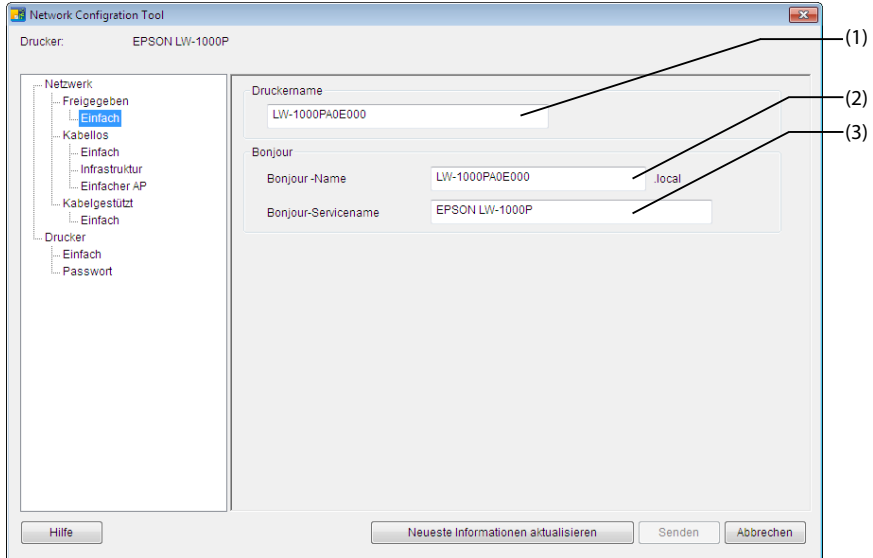 Network Configration Tool
Drucker: EPSON LW-1000P
Netzwerk
Freigegeben
Einfach
Kabellos
Einfach
Infrastruktur
Einfacher AP
Kabelgestützt
Einfach
Drucker
Einfach
Passwort
Druckername
LW-1000PA0E000
Bonjour
Bonjour -Name LW-1000PA0E000 .local
Bonjour-Servicename EPSON LW-1000P
(1)
(2)
(3)
Hilfe Neueste Informationen aktualisieren Senden Abbrechen